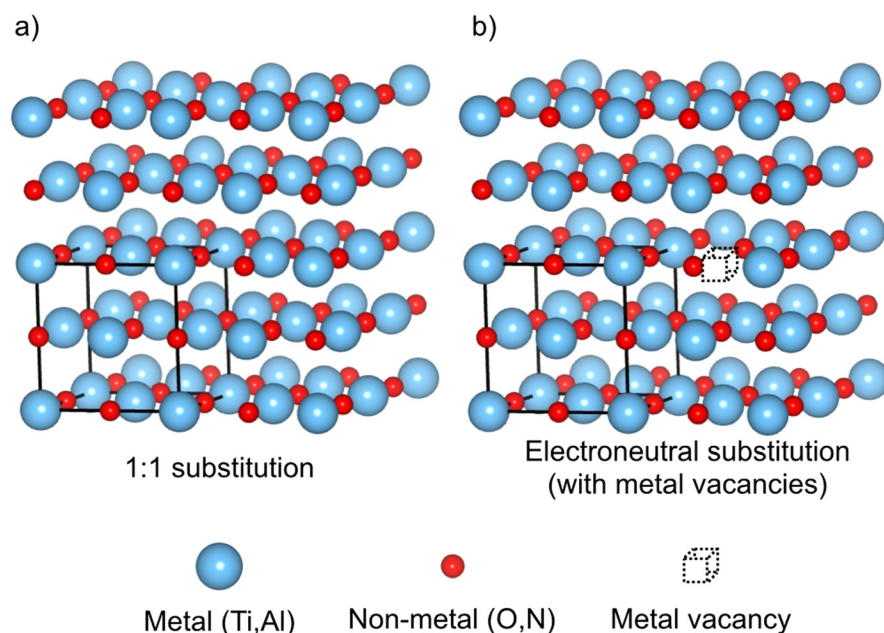 a)
b)
1:1 substitution
Electroneutral substitution
(with metal vacancies)
Metal (Ti,Al)
Non-metal (O,N)
Metal vacancy